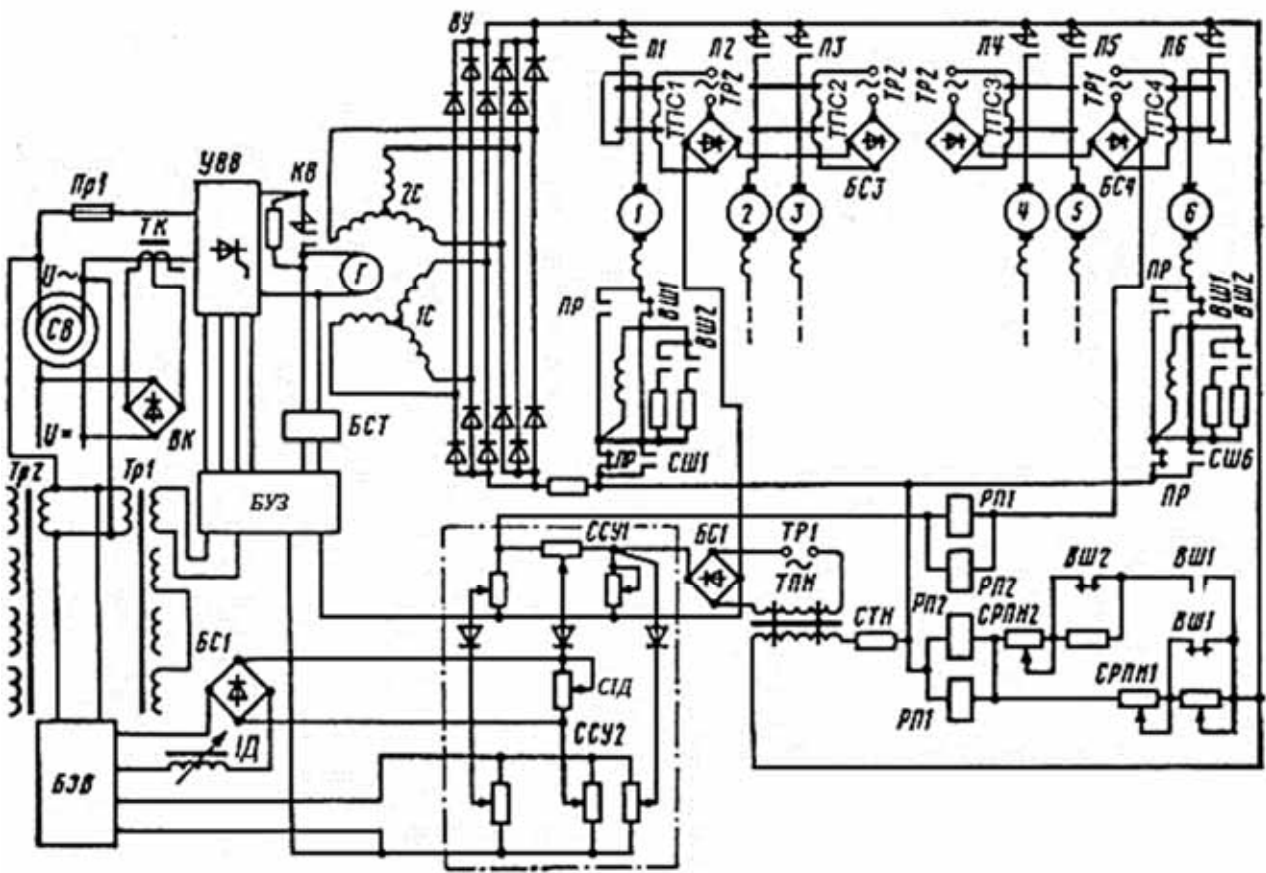 ВУ
П1
П2
П3
П4
П5
П6
ТПС1
ТР2
ТПС2
ТР2
ТР2
ТПС3
ТР1
ТПС4
БС3
БС4
УВВ
КВ
Пр1
ТК
2С
1
2
3
4
5
6
U~
СВ
Г
1С
ПР
ВШ1
ВШ2
ПР
ВШ1
ВШ2
U=
ВК
БСТ
ПР
СШ1
СШ6
ПР
Тр2
Тр1
БУЗ
ССУ1
БС1
ТР1
ТПН
РП1
РП2
ВШ2
ВШ1
СТН
РП2
СРПН2
ВШ1
БС1
СІД
СРПН1
РП1
ІД
ССУ2
БЗВ